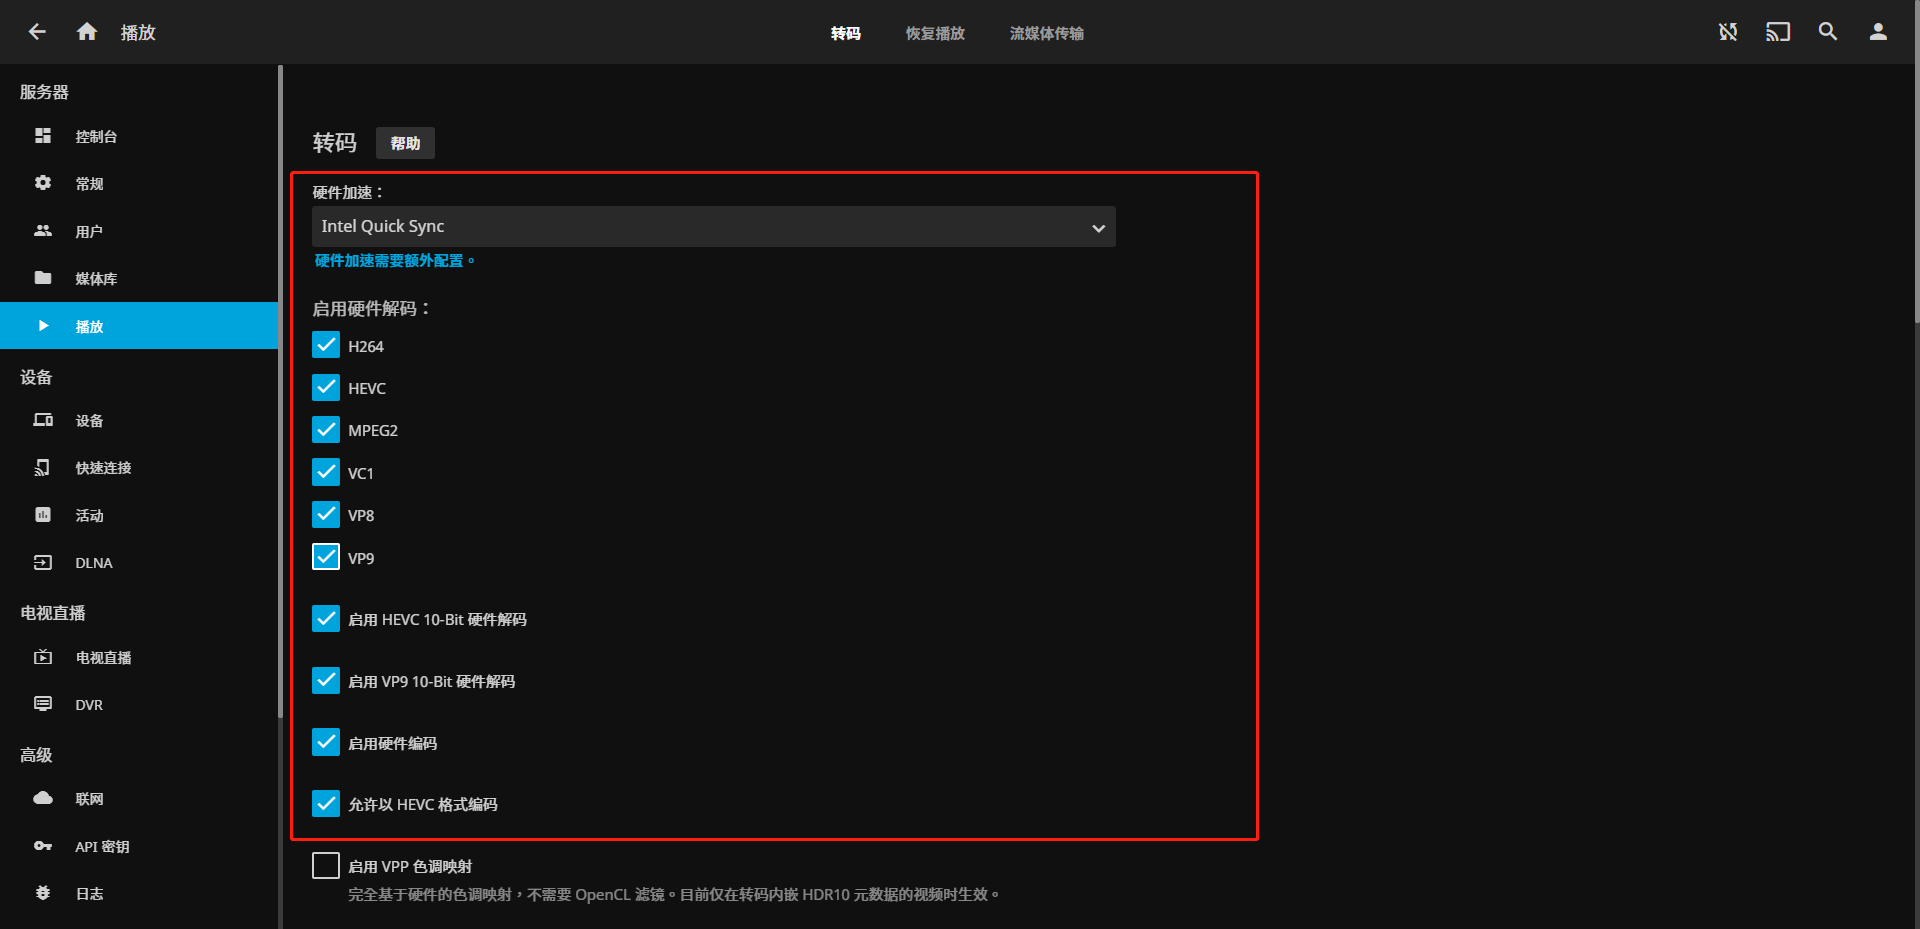 播放
转码
恢复播放
流媒体传输
服务器
控制台
常规
用户
媒体库
播放
设备
设备
快速连接
活动
DLNA
电视直播
电视直播
DVR
高级
联网
API 密钥
日志
转码
帮助
硬件加速：
Intel Quick Sync
硬件加速需要额外配置。
启用硬件解码：
H264
HEVC
MPEG2
VC1
VP8
VP9
启用 HEVC 10-Bit 硬件解码
启用 VP9 10-Bit 硬件解码
启用硬件编码
允许以 HEVC 格式编码
启用 VPP 色调映射
完全基于硬件的色调映射，不需要 OpenCL 滤镜。目前仅在转码内嵌 HDR10 元数据的视频时生效。